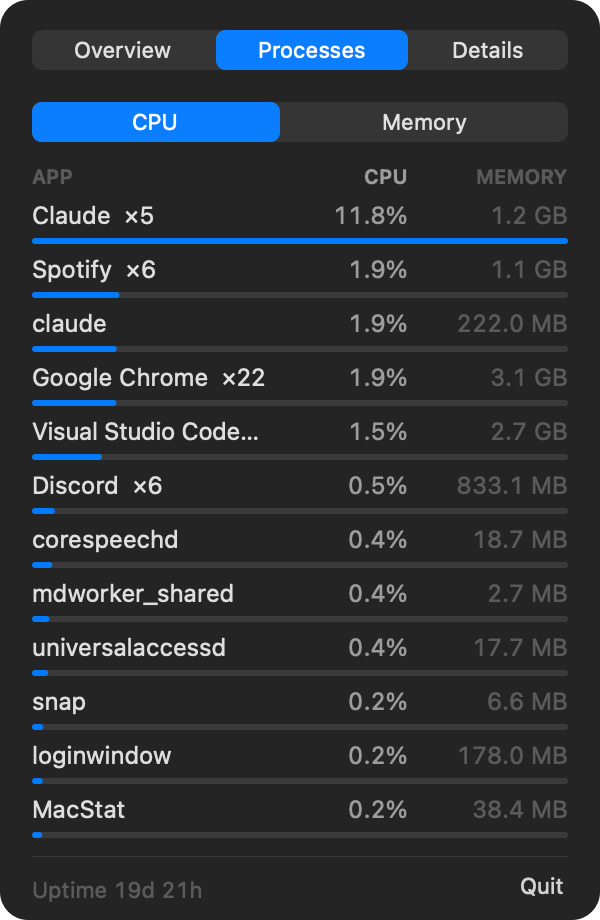 Overview Processes Details
CPU Memory
APP CPU MEMORY
Claude ×5 11.8% 1.2 GB
Spotify ×6 1.9% 1.1 GB
claude 1.9% 222.0 MB
Google Chrome ×22 1.9% 3.1 GB
Visual Studio Code... 1.5% 2.7 GB
Discord ×6 0.5% 833.1 MB
corespeechd 0.4% 18.7 MB
mdworker_shared 0.4% 2.7 MB
universalaccessd 0.4% 17.7 MB
snap 0.2% 6.6 MB
loginwindow 0.2% 178.0 MB
MacStat 0.2% 38.4 MB
Uptime 19d 21h Quit